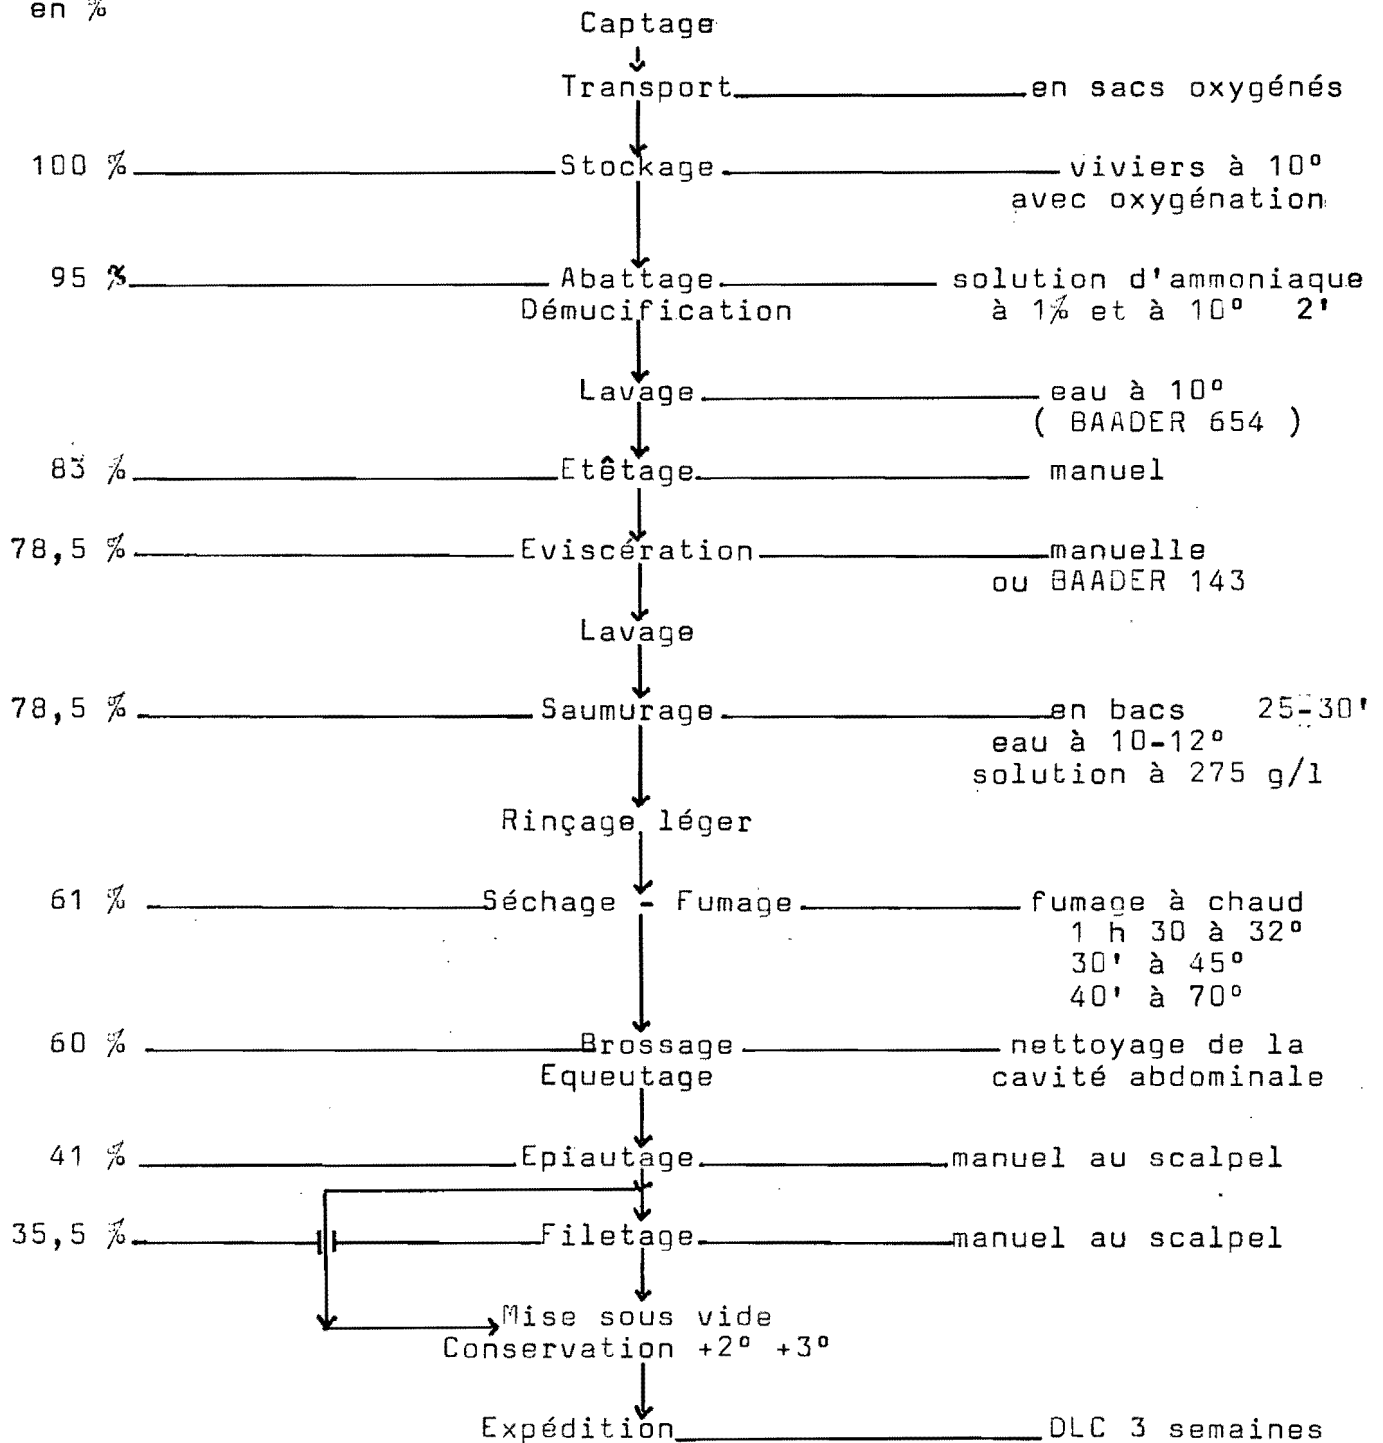 en %
Captage
Transport en sacs oxygénés
100 % Stockage viviers à 10°
avec oxygénation
95 % Abattage solution d'ammoniaque
Démucification à 1% et à 10° 2'
Lavage eau à 10°
( BAADER 654 )
83 % Etêtage manuel
78,5 % Eviscération manuelle
ou BAADER 143
Lavage
78,5 % Saumurage en bacs 25-30'
eau à 10-12°
solution à 275 g/l
Rinçage léger
61 % Séchage - Fumage fumage à chaud
1 h 30 à 32°
30' à 45°
40' à 70°
60 % Brossage nettoyage de la
Equeutage cavité abdominale
41 % Epiautage manuel au scalpel
35,5 % Filetage manuel au scalpel
Mise sous vide
Conservation +2° +3°
Expédition DLC 3 semaines